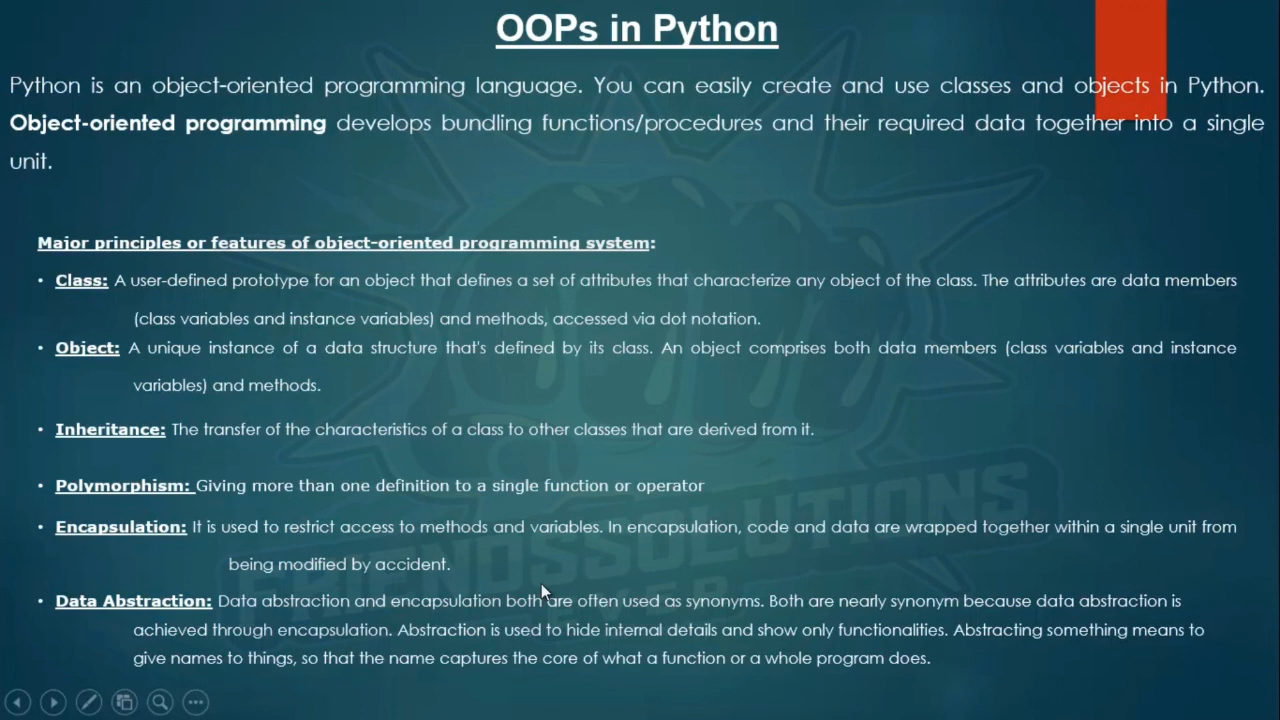 OOPs in Python
Python is an object-oriented programming language. You can easily create and use classes and objects in Python.
Object-oriented programming develops bundling functions/procedures and their required data together into a single
unit.
Major principles or features of object-oriented programming system:
• Class: A user-defined prototype for an object that defines a set of attributes that characterize any object of the class. The attributes are data members
(class variables and instance variables) and methods, accessed via dot notation.
• Object: A unique instance of a data structure that's defined by its class. An object comprises both data members (class variables and instance
variables) and methods.
• Inheritance: The transfer of the characteristics of a class to other classes that are derived from it.
• Polymorphism: Giving more than one definition to a single function or operator
• Encapsulation: It is used to restrict access to methods and variables. In encapsulation, code and data are wrapped together within a single unit from
being modified by accident.
• Data Abstraction: Data abstraction and encapsulation both are often used as synonyms. Both are nearly synonym because data abstraction is
achieved through encapsulation. Abstraction is used to hide internal details and show only functionalities. Abstracting something means to
give names to things, so that the name captures the core of what a function or a whole program does.